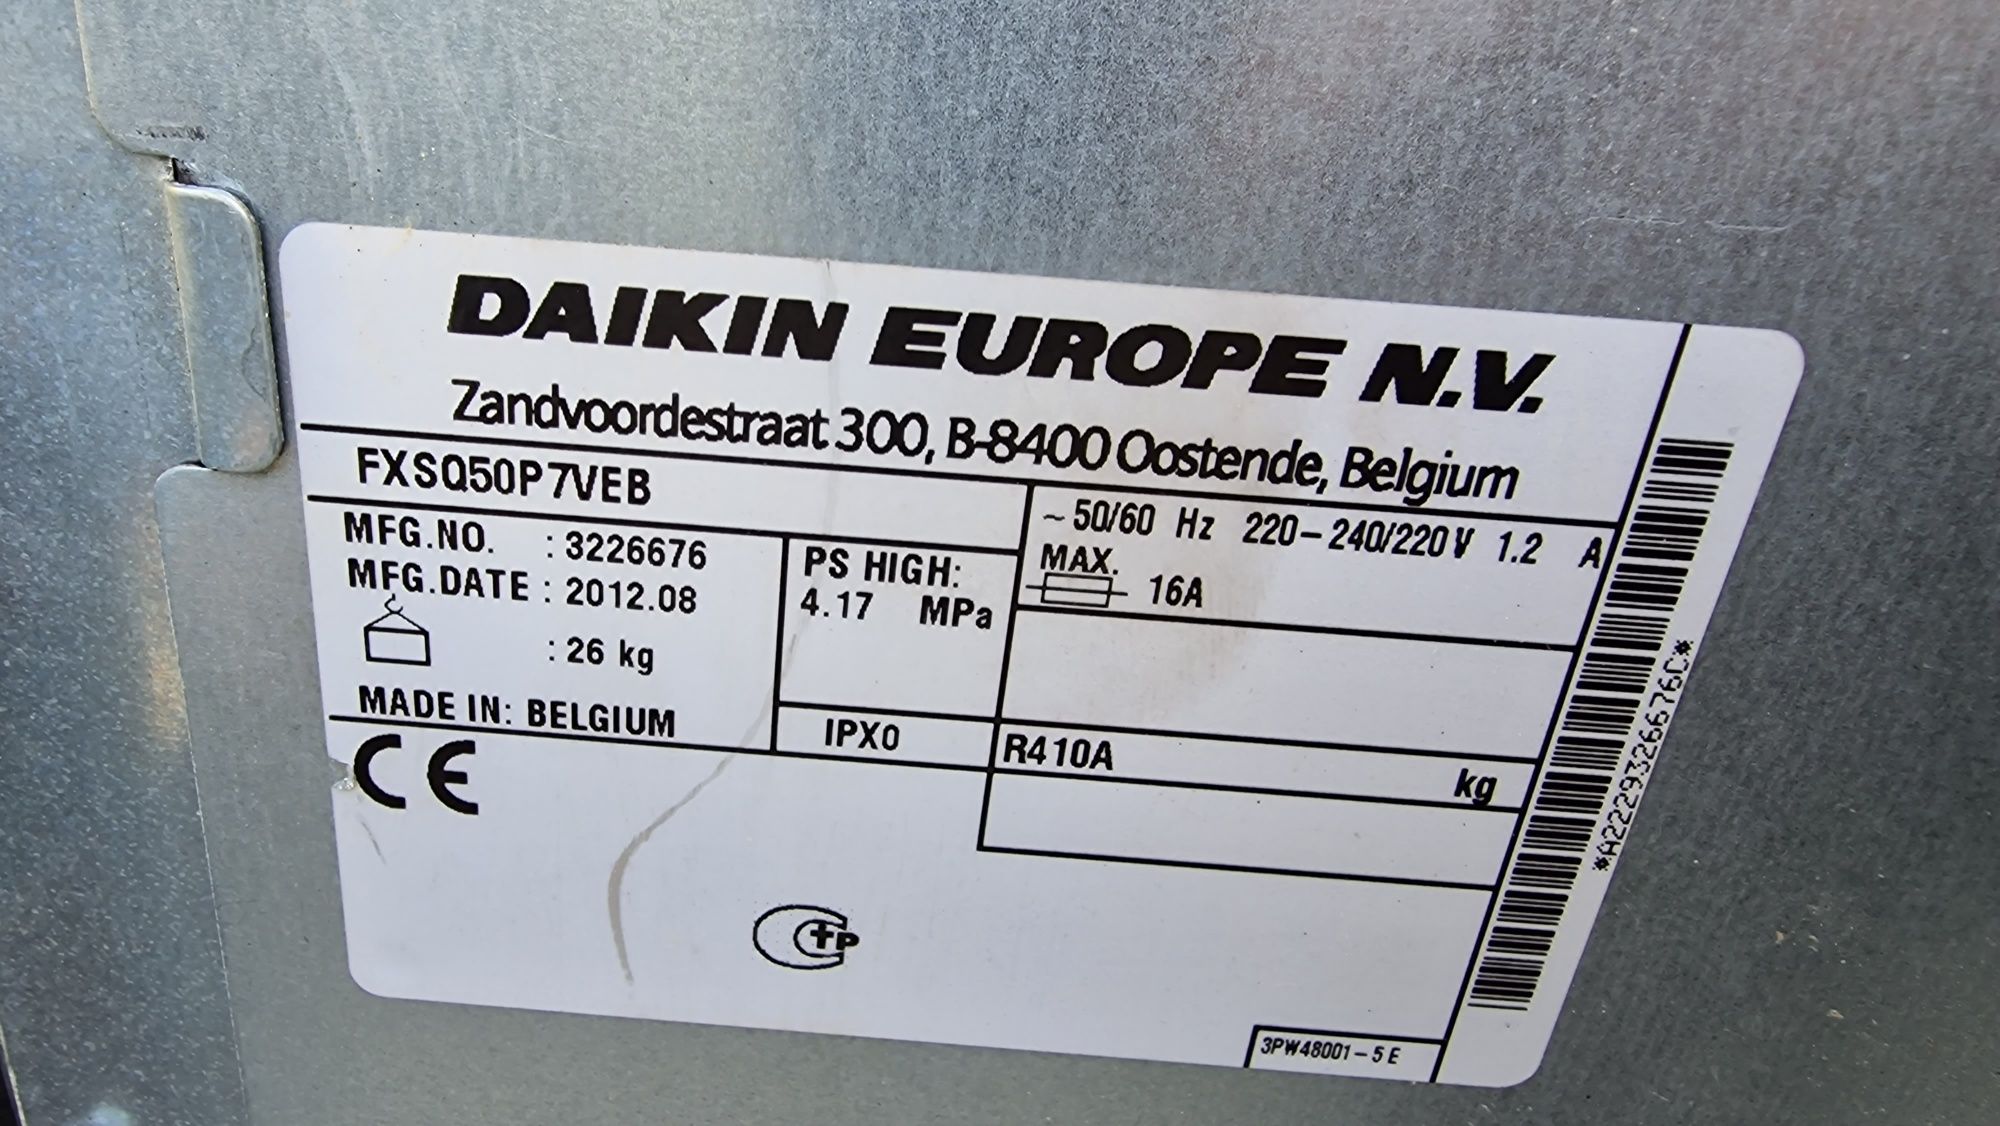 DAIKIN EUROPE N.V.
Zandvoordestraat 300, B-8400 Oostende, Belgium
FXSQ50P7VEB
~ 50/60 Hz 220-240/220V 1.2 A
MAX.
16A
MFG.NO. : 3226676
MFG.DATE : 2012.08
: 26 kg
MADE IN: BELGIUM
PS HIGH:
4.17 MPa
IPX0
R410A kg
CE
CTP
3PW48001-5E
*A2229326676C*